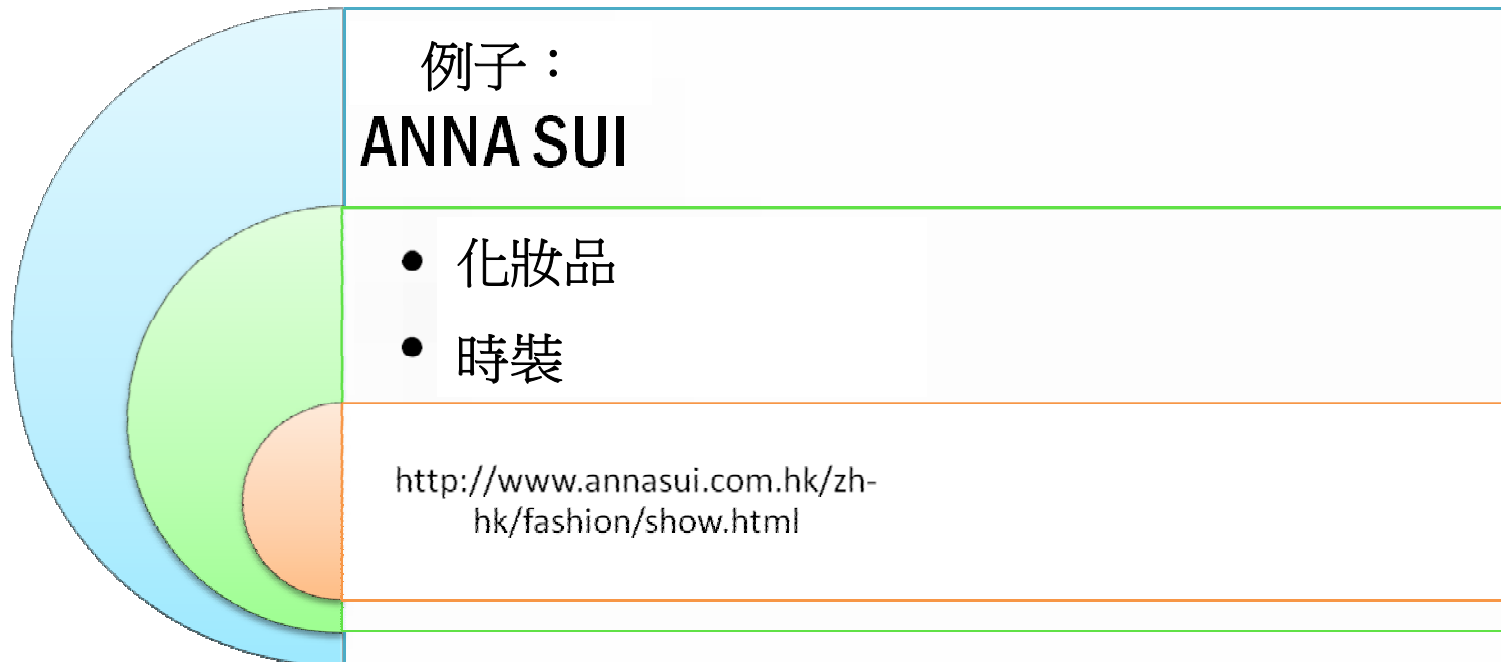 例子：
ANNA SUI
• 化妝品
• 時裝
http://www.annasui.com.hk/zh-
hk/fashion/show.html